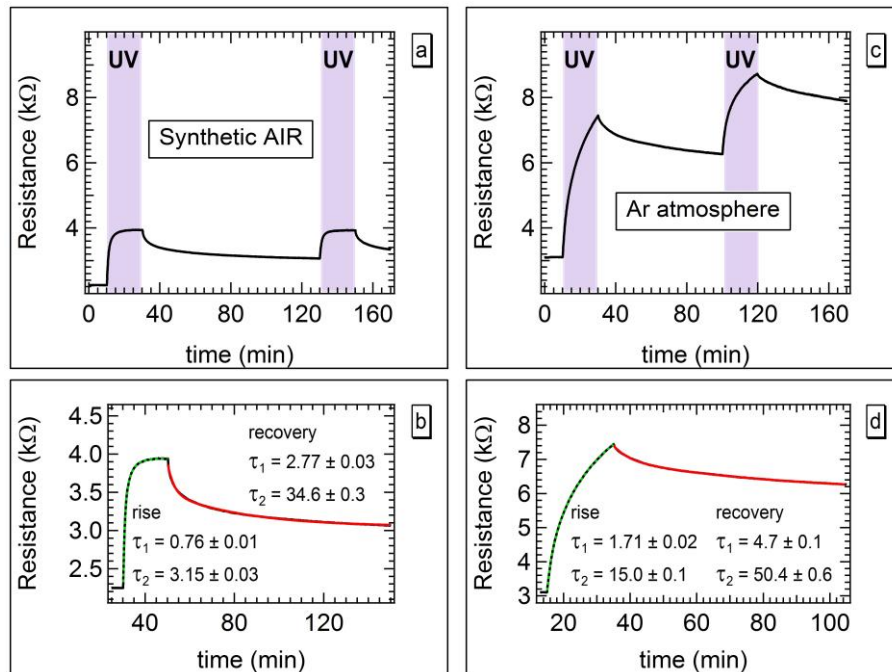 a
UV
UV
Synthetic AIR
Resistance (kΩ)
8
6
4
0
40
80
120
160
time (min)
c
UV
UV
Ar atmosphere
Resistance (kΩ)
8
6
4
0
40
80
120
160
time (min)
b
recovery
τ1 = 2.77 ± 0.03
τ2 = 34.6 ± 0.3
rise
τ1 = 0.76 ± 0.01
τ2 = 3.15 ± 0.03
Resistance (kΩ)
4.5
4.0
3.5
3.0
2.5
40
80
120
time (min)
d
rise
τ1 = 1.71 ± 0.02
τ2 = 15.0 ± 0.1
recovery
τ1 = 4.7 ± 0.1
τ2 = 50.4 ± 0.6
Resistance (kΩ)
8
7
6
5
4
3
20
40
60
80
100
time (min)